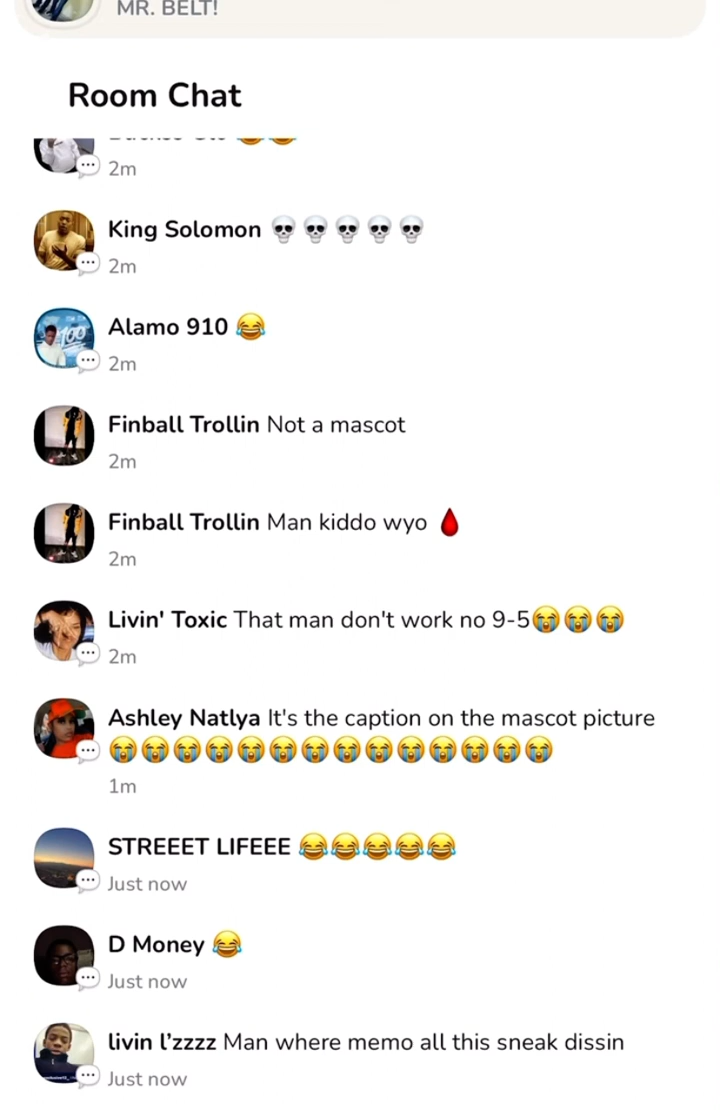 MR. BELT!
Room Chat
2m
King Solomon 💀💀💀💀💀
2m
Alamo 910 😂
2m
Finball Trollin Not a mascot
2m
Finball Trollin Man kiddo wyo 🩸
2m
Livin' Toxic That man don't work no 9-5😭😭😭
2m
Ashley Natlya It's the caption on the mascot picture
😭😭😭😭😭😭😭😭😭😭😭😭😭😭
1m
STREEET LIFEEE 😂😂😂😂😂
Just now
D Money 😂
Just now
livin l’zzzz Man where memo all this sneak dissin
Just now